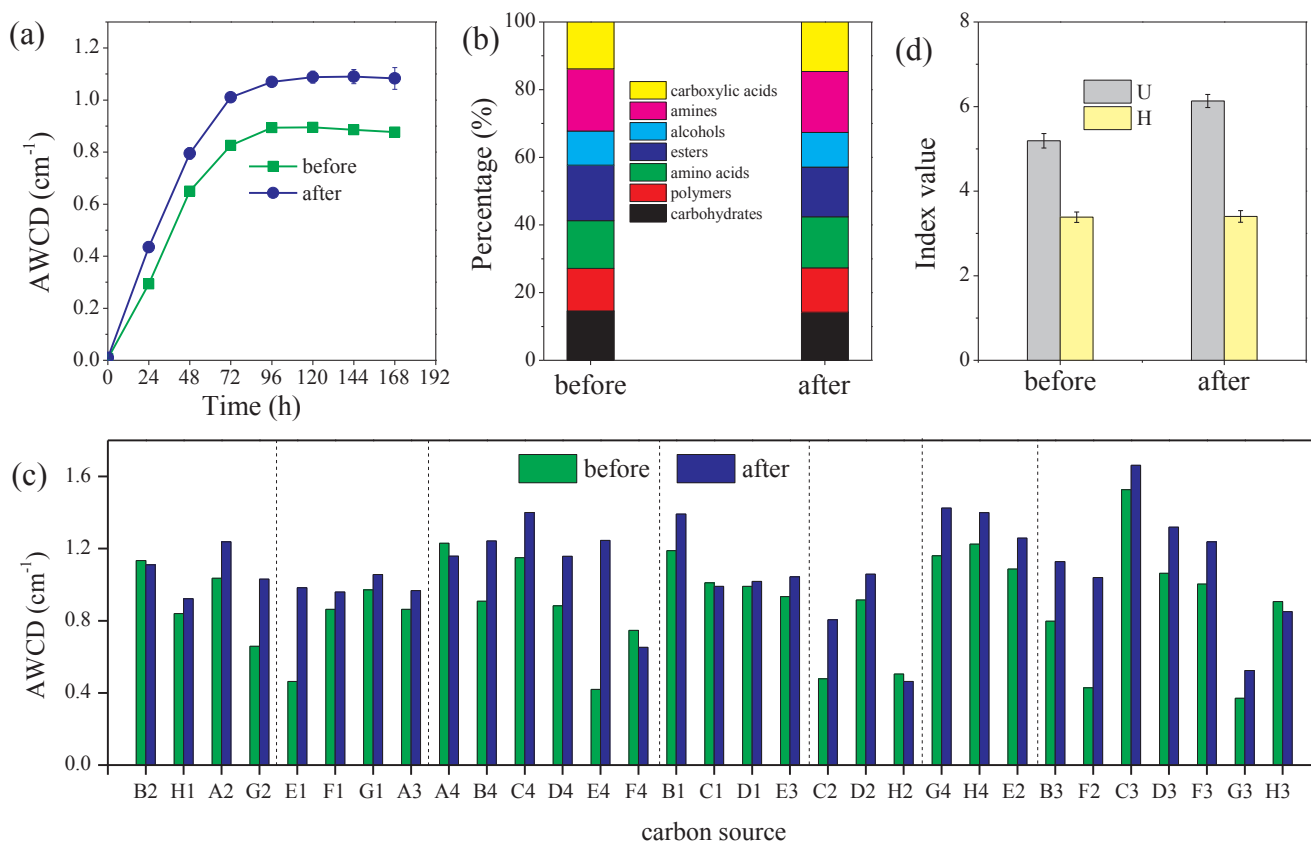 (a)
AWCD (cm⁻¹)
1.2
1.0
0.8
0.6
0.4
0.2
0.0
before
after
0 24 48 72 96 120 144 168 192
Time (h)
(b)
Percentage (%)
100
80
60
40
20
0
carboxylic acids
amines
alcohols
esters
amino acids
polymers
carbohydrates
before after
(d)
Index value
8
6
4
2
0
U
H
before after
(c)
AWCD (cm⁻¹)
1.6
1.2
0.8
0.4
0.0
before after
B2 H1 A2 G2 E1 F1 G1 A3 A4 B4 C4 D4 E4 F4 B1 C1 D1 E3 C2 D2 H2 G4 H4 E2 B3 F2 C3 D3 F3 G3 H3
carbon source